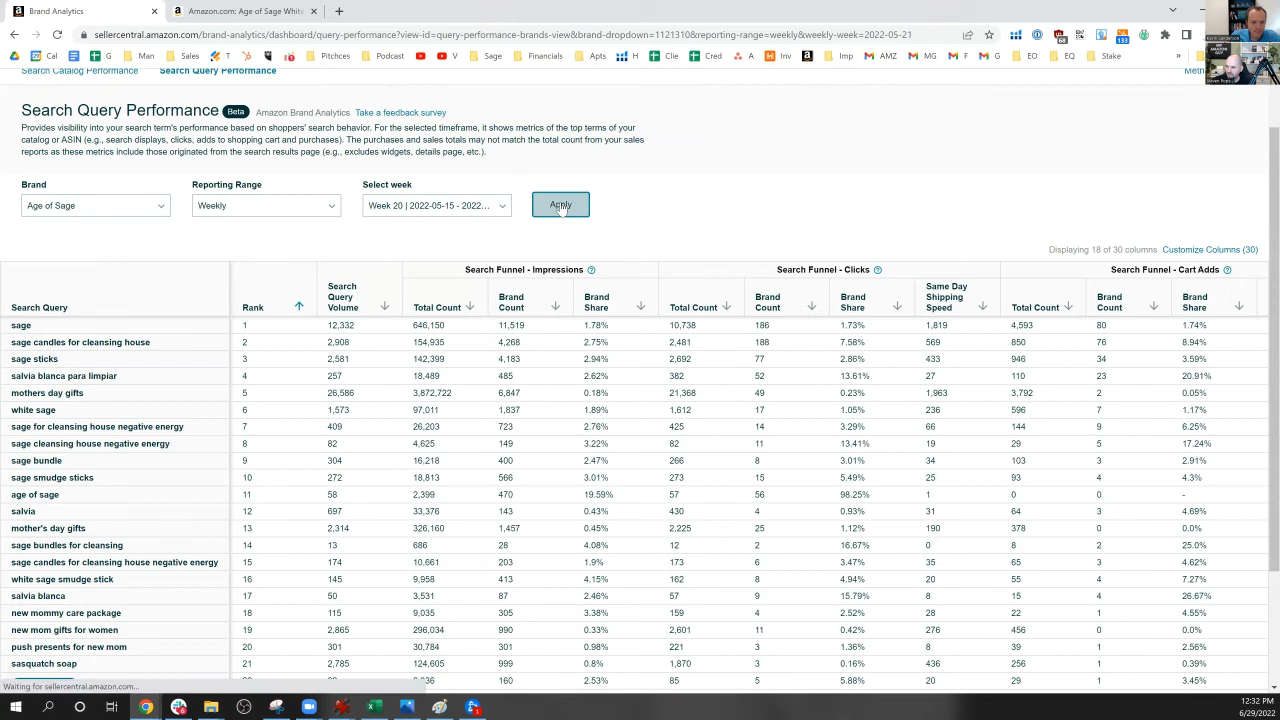 Brand Analytics
Amazon.com: Age of Sage White
sellercentral.amazon.com/brand-analytics/dashboard/query-performance?view-id=query-performance-brands-view&brand-dropdown=1121310&reporting-range=weekly&weekly-week=2022-05-21
Cal G Man Sales T Pitchces Podcast Sage Financials Apto H Clie Cred A Inv Imp AMZ MG F G EO EQ Stake »
Search Catalog Performance Search Query Performance Metri
Search Query Performance Beta Amazon Brand Analytics Take a feedback survey
Provides visibility into your search term's performance based on shoppers' search behavior. For the selected timeframe, it shows metrics of the top terms of your
catalog or ASIN (e.g., search displays, clicks, adds to shopping cart and purchases). The purchases and sales totals may not match the total count from your sales
reports as these metrics include those originated from the search results page (e.g., excludes widgets, details page, etc.).
Brand Reporting Range Select week
Age of Sage Weekly Week 20 | 2022-05-15 - 2022... Apply
Displaying 18 of 30 columns Customize Columns (30)
Search Funnel - Impressions Search Funnel - Clicks Search Funnel - Cart Adds
Search Query Rank Search Query Volume Total Count Brand Count Brand Share Total Count Brand Count Brand Share Same Day Shipping Speed Total Count Brand Count Brand Share
sage 1 12,332 646,150 11,519 1.78% 10,738 186 1.73% 1,819 4,593 80 1.74%
sage candles for cleansing house 2 2,908 154,935 4,268 2.75% 2,481 188 7.58% 569 850 76 8.94%
sage sticks 3 2,581 142,399 4,183 2.94% 2,692 77 2.86% 433 946 34 3.59%
salvia blanca para limpiar 4 257 18,489 485 2.62% 382 52 13.61% 27 110 23 20.91%
mothers day gifts 5 26,586 3,872,722 6,847 0.18% 21,368 49 0.23% 1,963 3,792 2 0.05%
white sage 6 1,573 97,011 1,837 1.89% 1,612 17 1.05% 236 596 7 1.17%
sage for cleansing house negative energy 7 409 26,203 723 2.76% 425 14 3.29% 66 144 9 6.25%
sage cleansing house negative energy 8 82 4,625 149 3.22% 82 11 13.41% 19 29 5 17.24%
sage bundle 9 304 16,218 400 2.47% 266 8 3.01% 34 103 3 2.91%
sage smudge sticks 10 272 18,813 566 3.01% 273 15 5.49% 25 93 4 4.3%
age of sage 11 58 2,399 470 19.59% 57 56 98.25% 1 0 0 -
salvia 12 697 33,376 143 0.43% 430 4 0.93% 31 64 3 4.69%
mother's day gifts 13 2,314 326,160 1,457 0.45% 2,225 25 1.12% 190 378 0 0.0%
sage bundles for cleansing 14 13 686 28 4.08% 12 2 16.67% 0 8 2 25.0%
sage candles for cleansing house negative energy 15 174 10,661 203 1.9% 173 6 3.47% 35 65 3 4.62%
white sage smudge stick 16 145 9,958 413 4.15% 162 8 4.94% 20 55 4 7.27%
salvia blanca 17 50 3,531 87 2.46% 57 9 15.79% 8 15 4 26.67%
new mommy care package 18 115 9,035 305 3.38% 159 4 2.52% 28 22 1 4.55%
new mom gifts for women 19 2,865 296,034 990 0.33% 2,601 11 0.42% 276 456 0 0.0%
push presents for new mom 20 301 30,784 301 0.98% 221 3 1.36% 8 39 1 2.56%
sasquatch soap 21 2,785 124,605 999 0.8% 1,870 3 0.16% 436 256 1 0.39%
160 2.53% 85 5 5.88% 20 29 1 3.45%
Waiting for sellercentral.amazon.com...
12:32 PM
6/29/2022